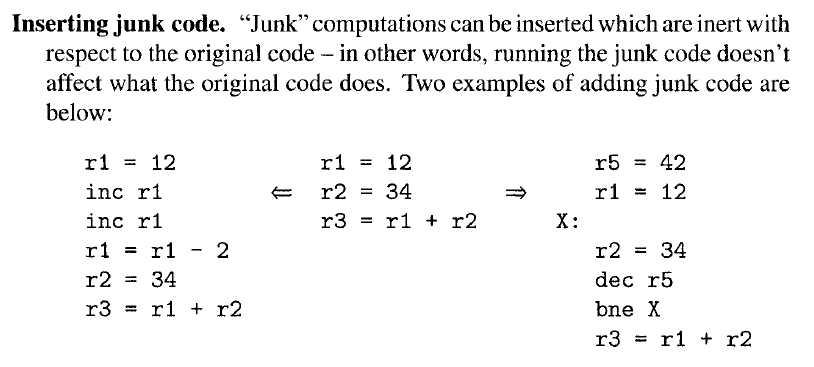 Inserting junk code. “Junk” computations can be inserted which are inert with
respect to the original code – in other words, running the junk code doesn’t
affect what the original code does. Two examples of adding junk code are
below:
r1 = 12
inc r1
inc r1
r1 = r1 - 2
r2 = 34
r3 = r1 + r2
⇐
r1 = 12
r2 = 34
r3 = r1 + r2
⇒
r5 = 42
r1 = 12
X:
r2 = 34
dec r5
bne X
r3 = r1 + r2